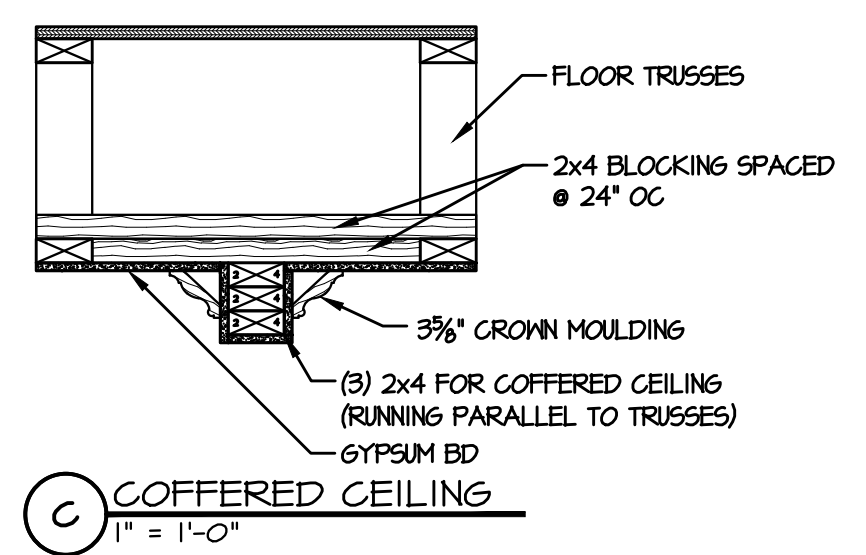 FLOOR TRUSSES
2x4 BLOCKING SPACED
@ 24" OC
2 4
2 4
2 4
3⅝" CROWN MOULDING
(3) 2x4 FOR COFFERED CEILING
(RUNNING PARALLEL TO TRUSSES)
GYPSUM BD
C COFFERED CEILING
1" = 1'-0"